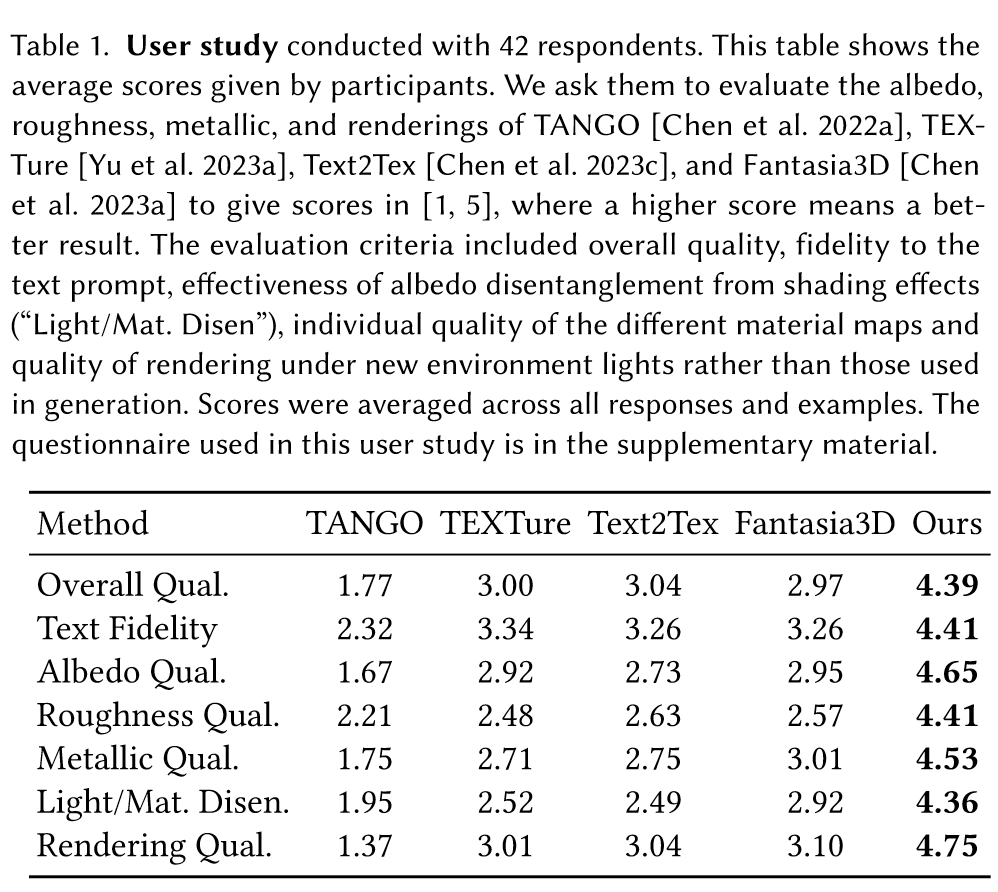 Table 1. User study conducted with 42 respondents. This table shows the
average scores given by participants. We ask them to evaluate the albedo,
roughness, metallic, and renderings of TANGO [Chen et al. 2022a], TEX-
Ture [Yu et al. 2023a], Text2Tex [Chen et al. 2023c], and Fantasia3D [Chen
et al. 2023a] to give scores in [1, 5], where a higher score means a bet-
ter result. The evaluation criteria included overall quality, fidelity to the
text prompt, effectiveness of albedo disentanglement from shading effects
(“Light/Mat. Disen”), individual quality of the different material maps and
quality of rendering under new environment lights rather than those used
in generation. Scores were averaged across all responses and examples. The
questionnaire used in this user study is in the supplementary material.
Method TANGO TEXTure Text2Tex Fantasia3D Ours
Overall Qual. 1.77 3.00 3.04 2.97 4.39
Text Fidelity 2.32 3.34 3.26 3.26 4.41
Albedo Qual. 1.67 2.92 2.73 2.95 4.65
Roughness Qual. 2.21 2.48 2.63 2.57 4.41
Metallic Qual. 1.75 2.71 2.75 3.01 4.53
Light/Mat. Disen. 1.95 2.52 2.49 2.92 4.36
Rendering Qual. 1.37 3.01 3.04 3.10 4.75